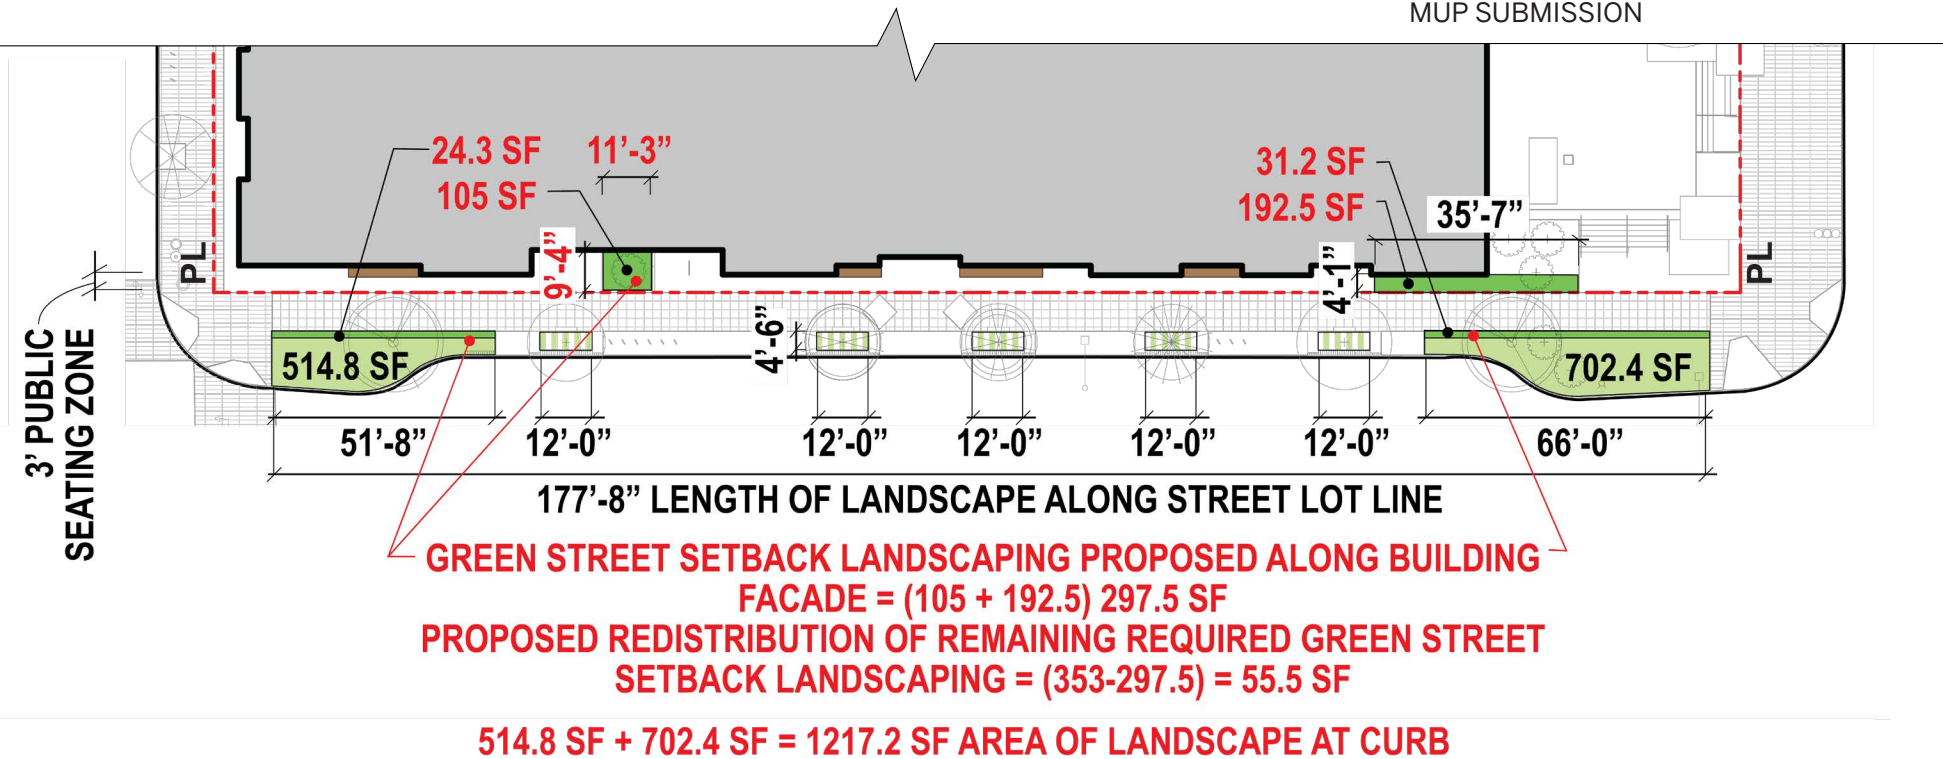 MUP SUBMISSION
24.3 SF
11’-3”
105 SF
31.2 SF
192.5 SF
35’-7”
PL
PL
9’-4”
4’-1”
4’-6”
3’ PUBLIC
SEATING ZONE
514.8 SF
702.4 SF
51’-8”
12’-0”
12’-0”
12’-0”
12’-0”
12’-0”
66’-0”
177’-8” LENGTH OF LANDSCAPE ALONG STREET LOT LINE
GREEN STREET SETBACK LANDSCAPING PROPOSED ALONG BUILDING
FACADE = (105 + 192.5) 297.5 SF
PROPOSED REDISTRIBUTION OF REMAINING REQUIRED GREEN STREET
SETBACK LANDSCAPING = (353-297.5) = 55.5 SF
514.8 SF + 702.4 SF = 1217.2 SF AREA OF LANDSCAPE AT CURB